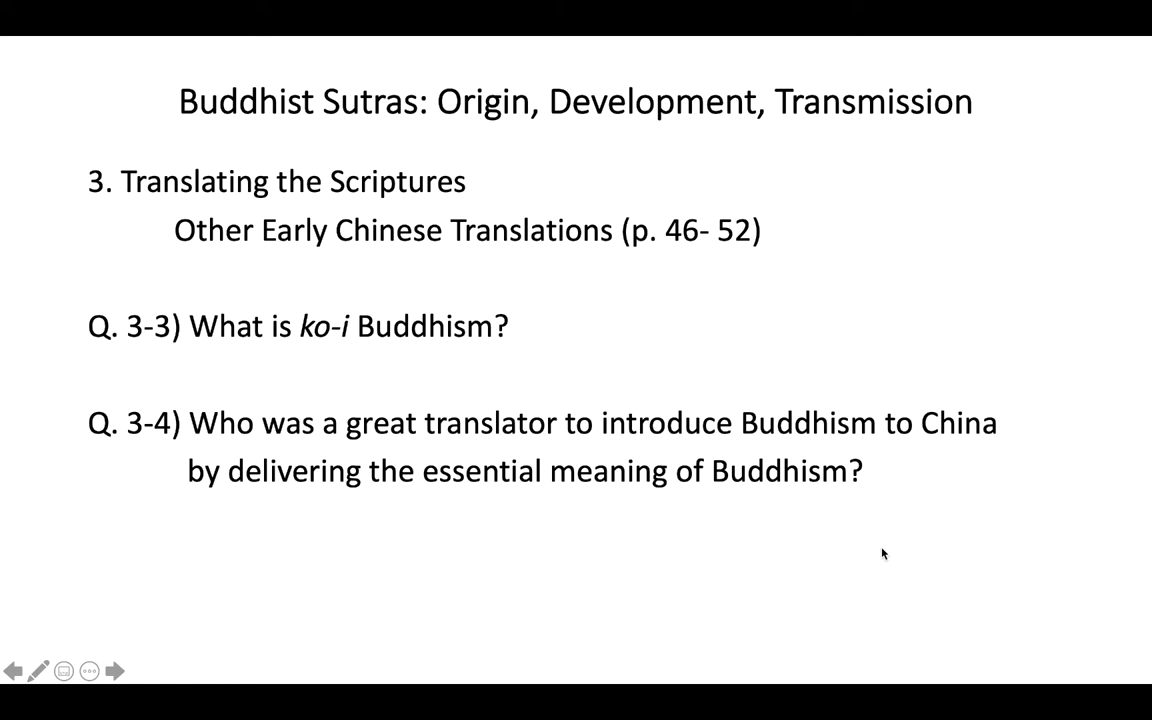 Buddhist Sutras: Origin, Development, Transmission
3. Translating the Scriptures
Other Early Chinese Translations (p. 46- 52)
Q. 3-3) What is ko-i Buddhism?
Q. 3-4) Who was a great translator to introduce Buddhism to China
by delivering the essential meaning of Buddhism?